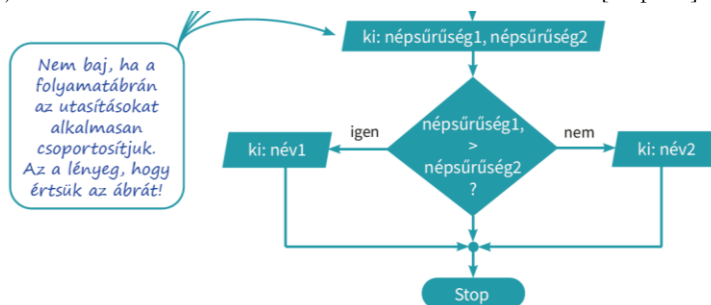 ki: népsűrűség1, népsűrűség2
Nem baj, ha a
folyamatábrán
az utasításokat
alkalmasan
csoportosítjuk.
Az a lényeg, hogy
értsük az ábrát!
népsűrűség1,
>
népsűrűség2
?
igen
nem
ki: név1
ki: név2
Stop